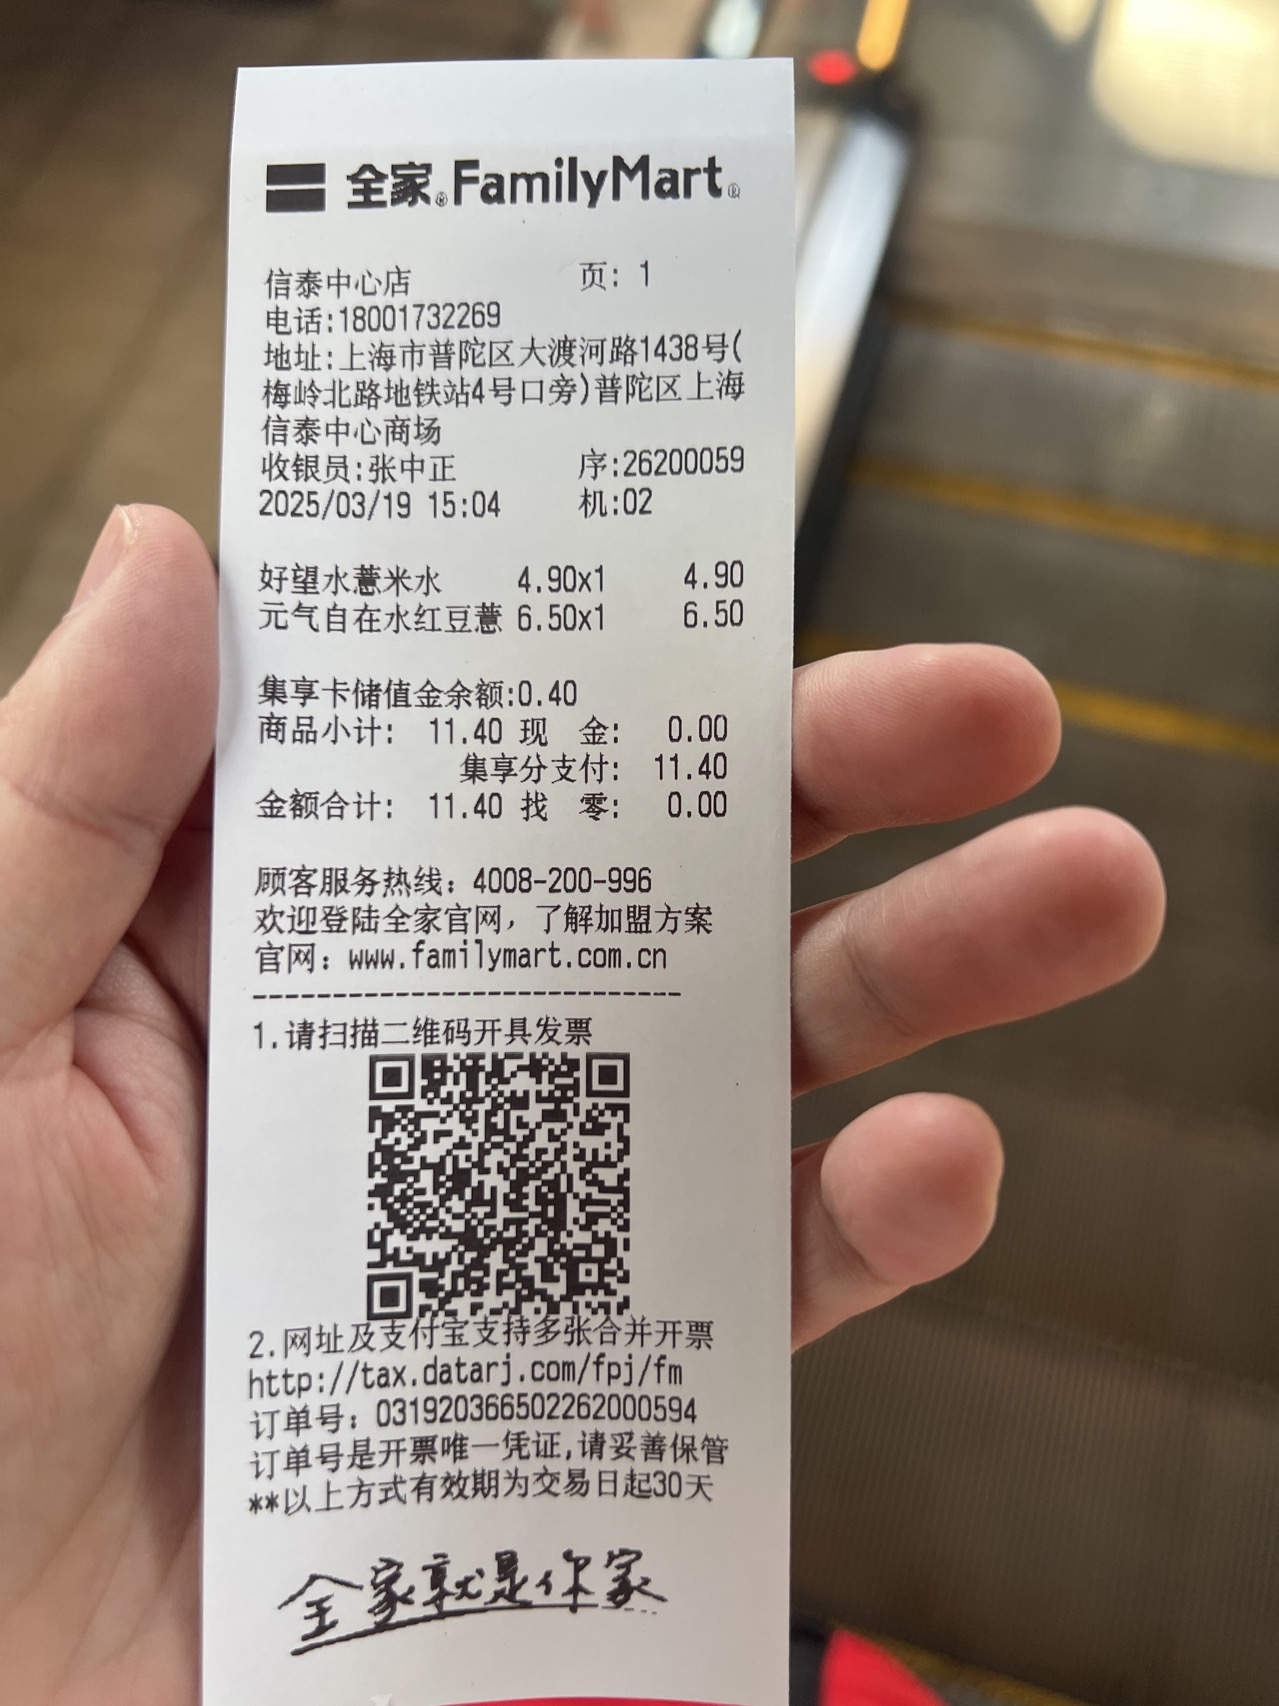 全家®FamilyMart®
信泰中心店 页: 1
电话:18001732269
地址:上海市普陀区大渡河路1438号(
梅岭北路地铁站4号口旁)普陀区上海
信泰中心商场
收银员:张中正 序:26200059
2025/03/19 15:04 机:02
好望水薏米水 4.90x1 4.90
元气自在水红豆薏 6.50x1 6.50
集享卡储值金余额:0.40
商品小计: 11.40 现 金: 0.00
集享分支付: 11.40
金额合计: 11.40 找 零: 0.00
顾客服务热线: 4008-200-996
欢迎登陆全家官网, 了解加盟方案
官网: www.familymart.com.cn
---------------------------
1.请扫描二维码开具发票
2.网址及支付宝支持多张合并开票
http://tax.datarj.com/fpj/fm
订单号: 031920366502262000594
订单号是开票唯一凭证,请妥善保管
**以上方式有效期为交易日起30天
全家就是你家